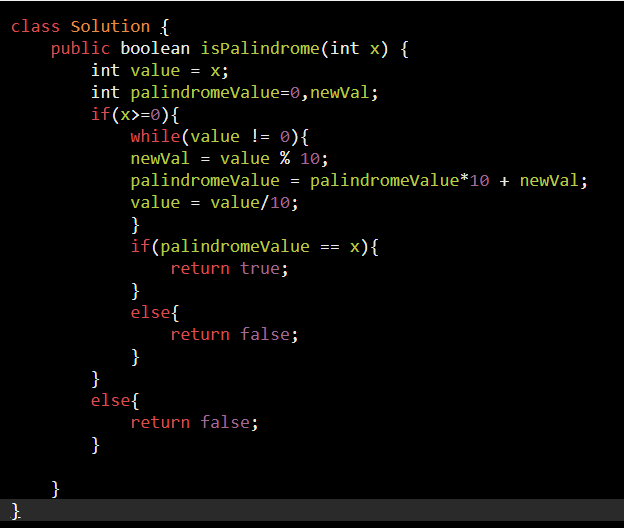 class Solution {
    public boolean isPalindrome(int x) {
        int value = x;
        int palindromeValue=0,newVal;
        if(x>=0){
            while(value != 0){
            newVal = value % 10;
            palindromeValue = palindromeValue*10 + newVal;
            value = value/10;
            }
            if(palindromeValue == x){
                return true;
            }
            else{
                return false;
            }
        }
        else{
            return false;
        }

    }
}